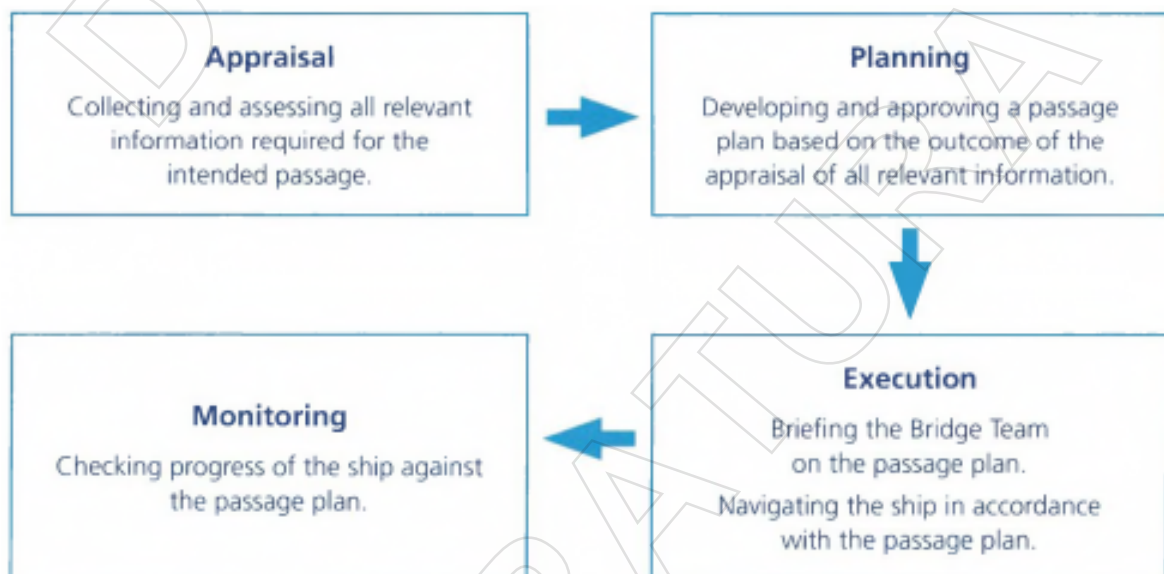 Appraisal
Collecting and assessing all relevant
information required for the
intended passage.
Planning
Developing and approving a passage
plan based on the outcome of the
appraisal of all relevant information.
Execution
Briefing the Bridge Team
on the passage plan.
Navigating the ship in accordance
with the passage plan.
Monitoring
Checking progress of the ship against
the passage plan.